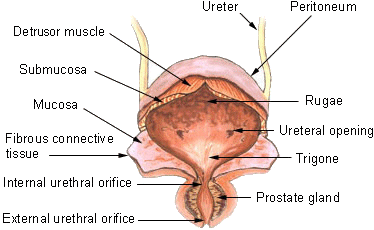 Ureter
Peritoneum
Detrusor muscle
Submucosa
Mucosa
Rugae
Ureteral opening
Fibrous connective
tissue
Trigone
Internal urethral orifice
Prostate gland
External urethral orifice